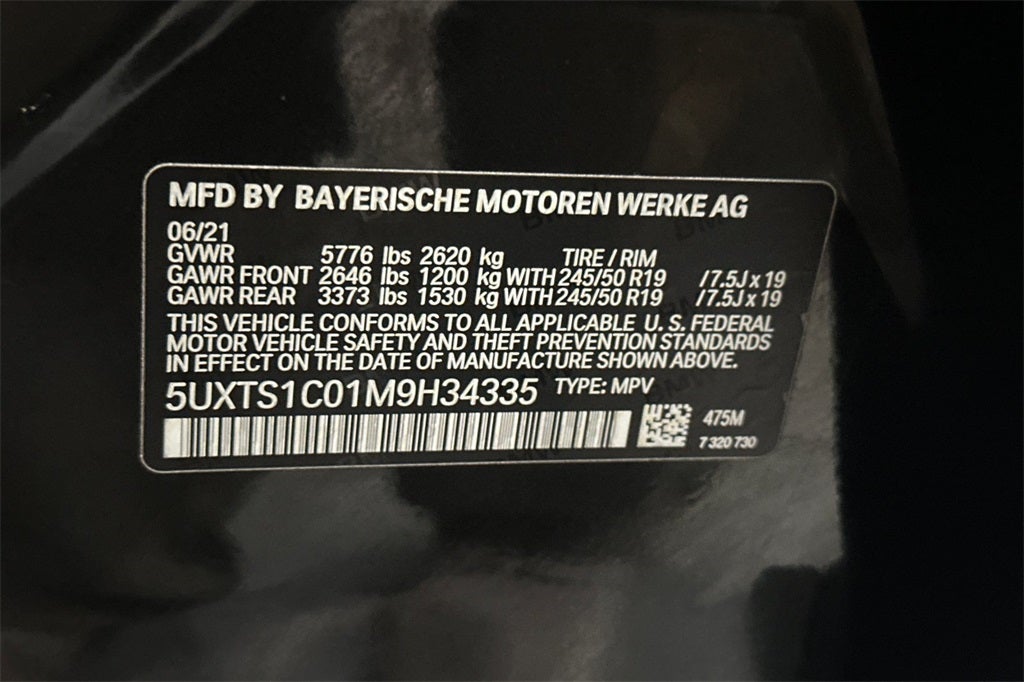 MFD BY BAYERISCHE MOTOREN WERKE AG
06/21
GVWR 5776 lbs 2620 kg TIRE / RIM
GAWR FRONT 2646 lbs 1200 kg WITH 245/50 R19 /7.5J x 19
GAWR REAR 3373 lbs 1530 kg WITH 245/50 R19 /7.5J x 19
THIS VEHICLE CONFORMS TO ALL APPLICABLE U. S. FEDERAL
MOTOR VEHICLE SAFETY AND THEFT PREVENTION STANDARDS
IN EFFECT ON THE DATE OF MANUFACTURE SHOWN ABOVE.
5UXTS1C01M9H34335 TYPE: MPV
475M
7 320 730